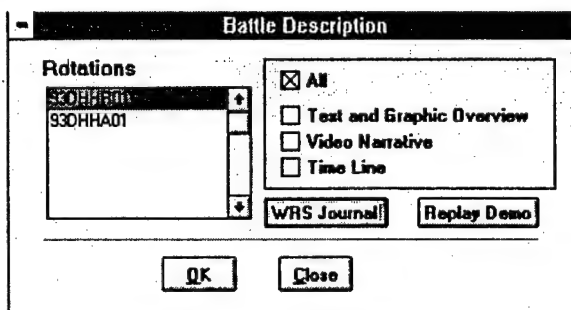 Battle Description
Rotations
93DHHB01
93DHHA01
All
Text and Graphic Overview
Video Narrative
Time Line
WRS Journal
Replay Demo
OK
Close